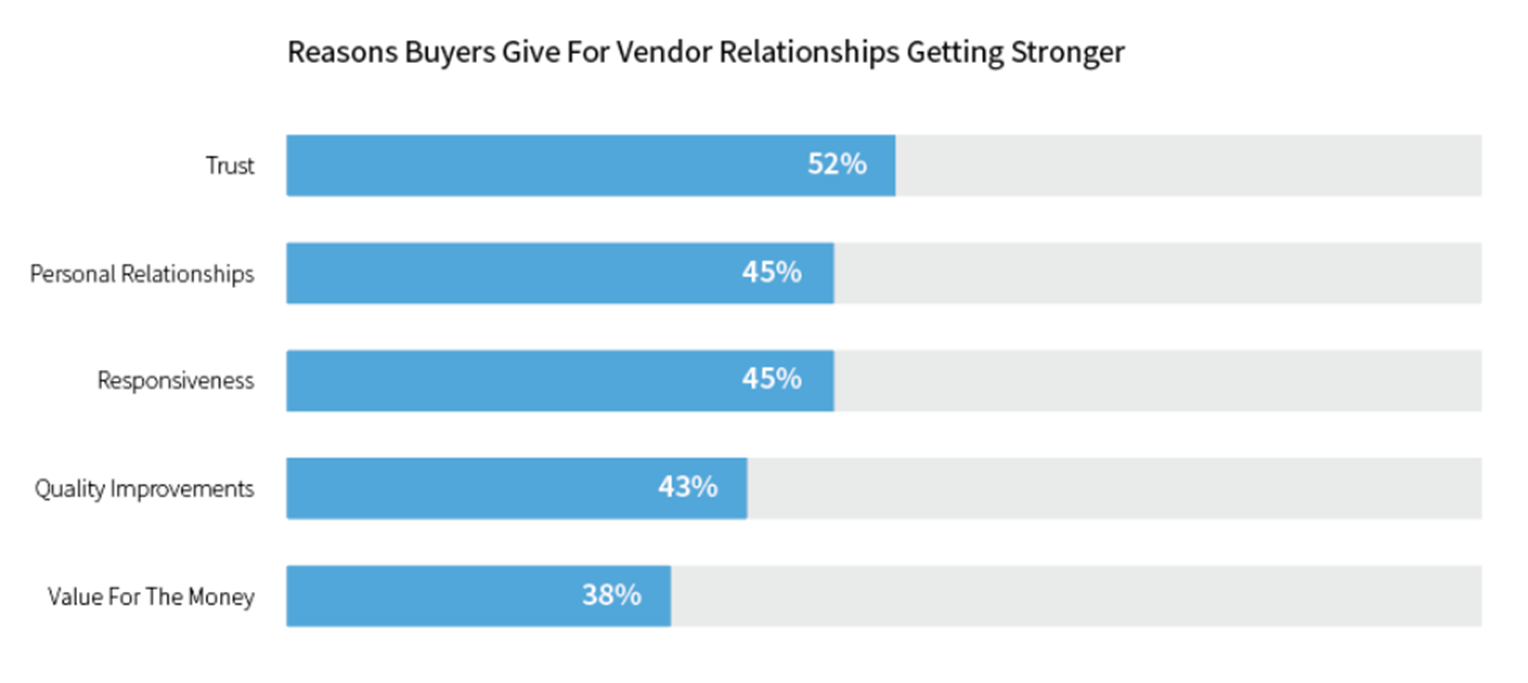 Reasons Buyers Give For Vendor Relationships Getting Stronger
Trust 52%
Personal Relationships 45%
Responsiveness 45%
Quality Improvements 43%
Value For The Money 38%